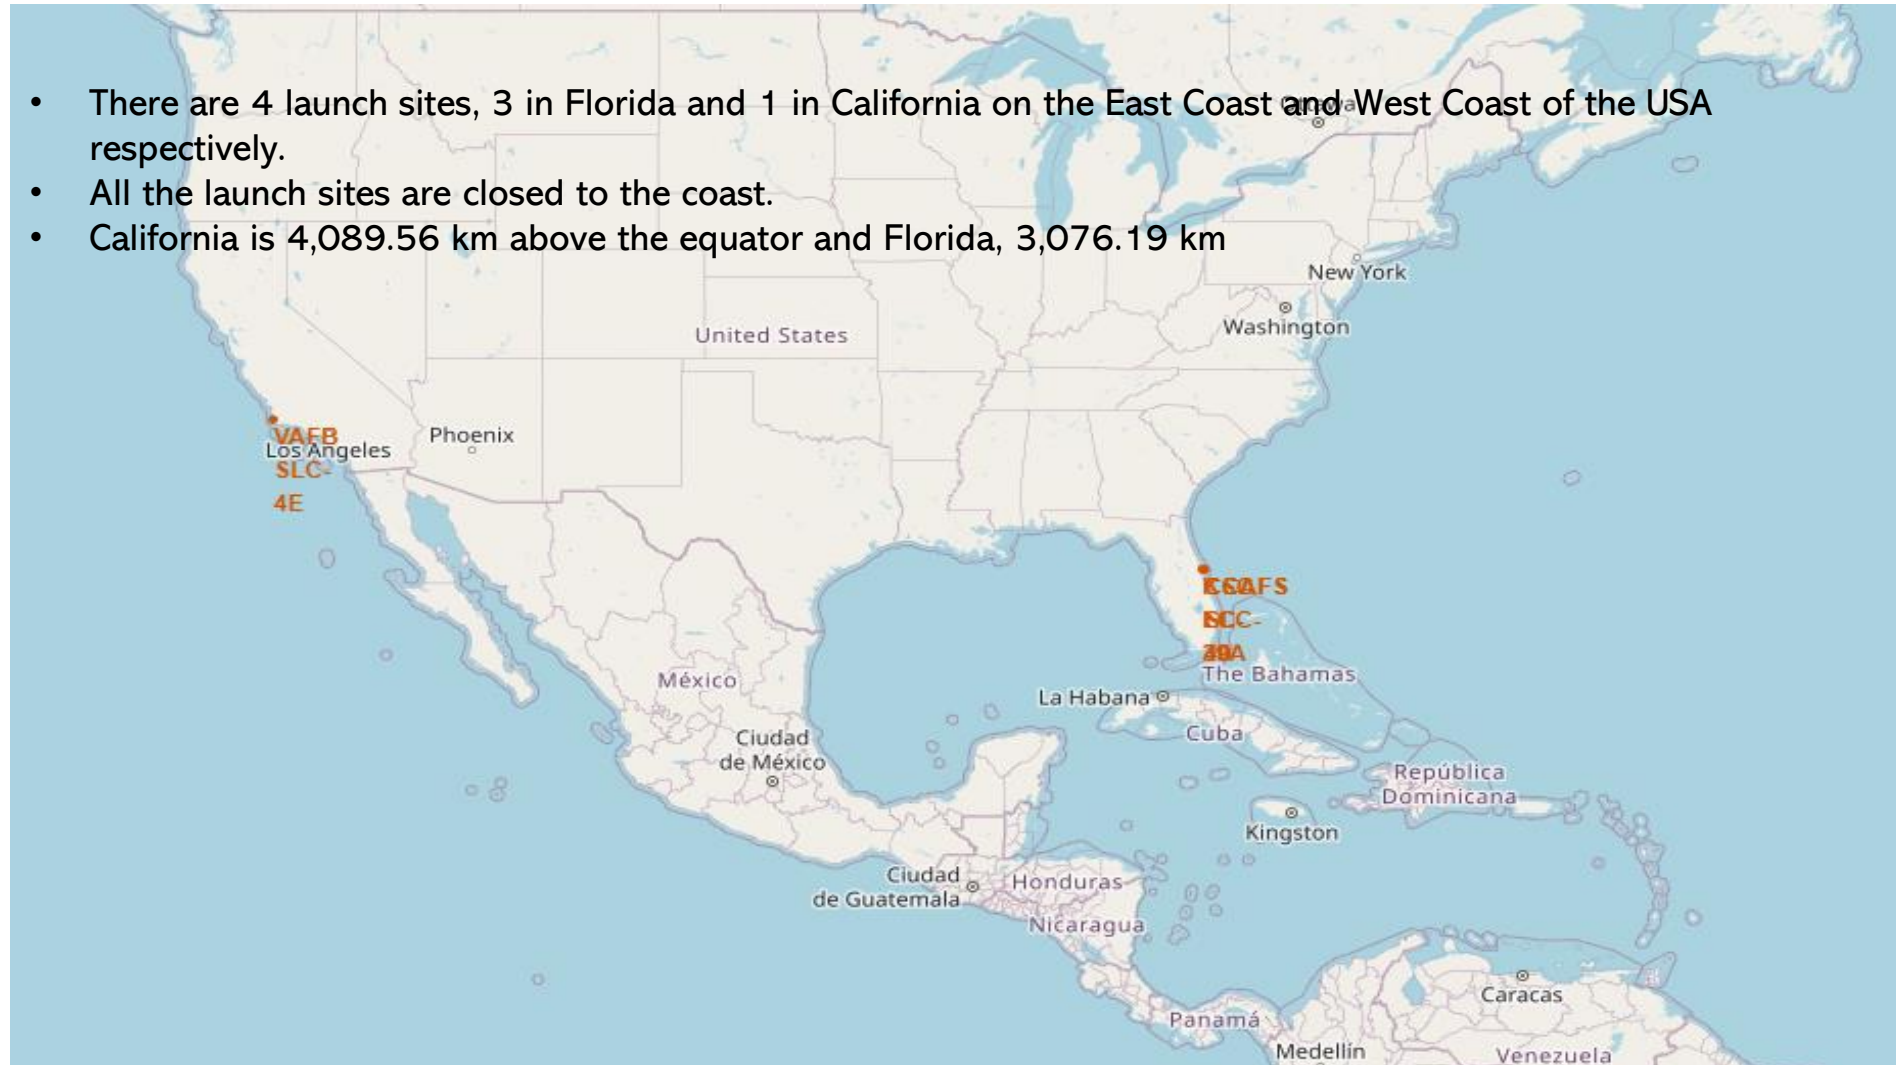 • There are 4 launch sites, 3 in Florida and 1 in California on the East Coast and West Coast of the USA
respectively.
• All the launch sites are closed to the coast.
• California is 4,089.56 km above the equator and Florida, 3,076.19 km
Ottawa
New York
Washington
United States
VAFB
Los Angeles
SLC-
4E
Phoenix
The Bahamas
La Habana
Cuba
México
Ciudad
de México
República
Dominicana
Kingston
Ciudad
de Guatemala
Honduras
Nicaragua
Caracas
Panamá
Medellín
Venezuela